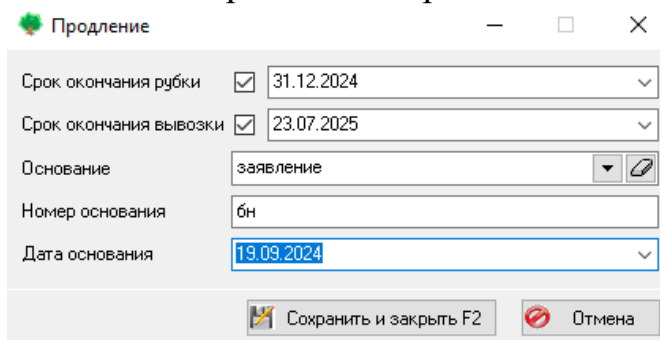 Продление
Срок окончания рубки 31.12.2024
Срок окончания вывозки 23.07.2025
Основание заявление
Номер основания бн
Дата основания 19.09.2024
Сохранить и закрыть F2 Отмена